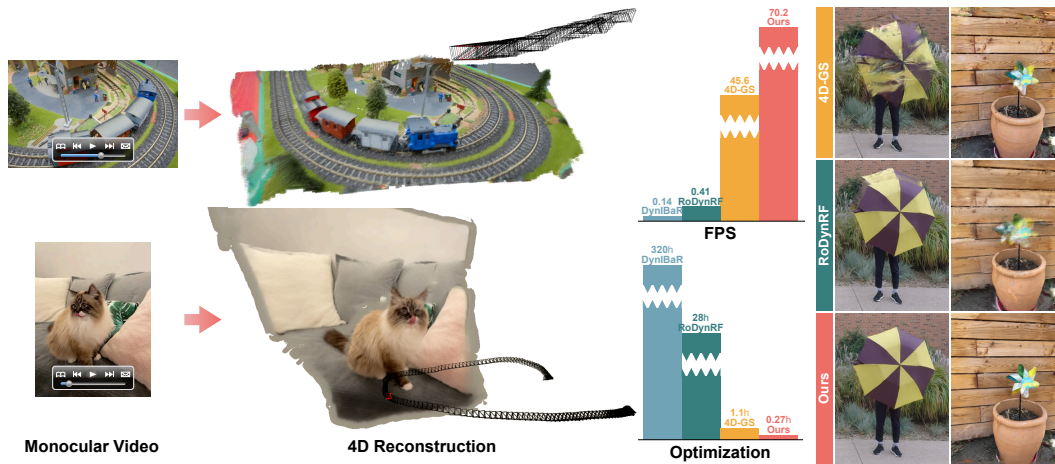 Monocular Video
4D Reconstruction
70.2
Ours
45.6
4D-GS
0.41
RoDynRF
0.14
DynIBaR
FPS
320h
DynIBaR
28h
RoDynRF
1.1h
4D-GS
0.27h
Ours
Optimization
4D-GS
RoDynRF
Ours